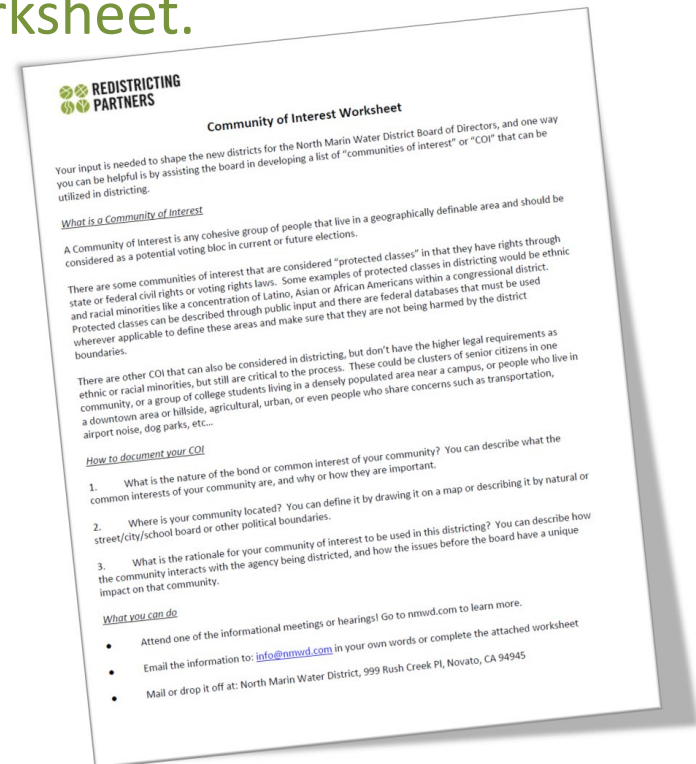 rksheet.
REDISTRICTING
PARTNERS
Community of Interest Worksheet
Your input is needed to shape the new districts for the North Marin Water District Board of Directors, and one way
you can be helpful is by assisting the board in developing a list of “communities of interest” or “COI” that can be
utilized in districting.
What is a Community of Interest
A Community of Interest is any cohesive group of people that live in a geographically definable area and should be
considered as a potential voting bloc in current or future elections.
There are some communities of interest that are considered “protected classes” in that they have rights through
state or federal civil rights or voting rights laws. Some examples of protected classes in districting would be ethnic
and racial minorities like a concentration of Latino, Asian or African Americans within a congressional district.
Protected classes can be described through public input and there are federal databases that must be used
wherever applicable to define these areas and make sure that they are not being harmed by the district
boundaries.
There are other COI that can also be considered in districting, but don’t have the higher legal requirements as
ethnic or racial minorities, but still are critical to the process. These could be clusters of senior citizens in one
community, or a group of college students living in a densely populated area near a campus, or people who live in
a downtown area or hillside, agricultural, urban, or even people who share concerns such as transportation,
airport noise, dog parks, etc...
How to document your COI
1. What is the nature of the bond or common interest of your community? You can describe what the
common interests of your community are, and why or how they are important.
2. Where is your community located? You can define it by drawing it on a map or describing it by natural or
street/city/school board or other political boundaries.
3. What is the rationale for your community of interest to be used in this districting? You can describe how
the community interacts with the agency being districted, and how the issues before the board have a unique
impact on that community.
What you can do
• Attend one of the informational meetings or hearings! Go to nmwd.com to learn more.
• Email the information to: info@nmwd.com in your own words or complete the attached worksheet
• Mail or drop it off at: North Marin Water District, 999 Rush Creek Pl, Novato, CA 94945